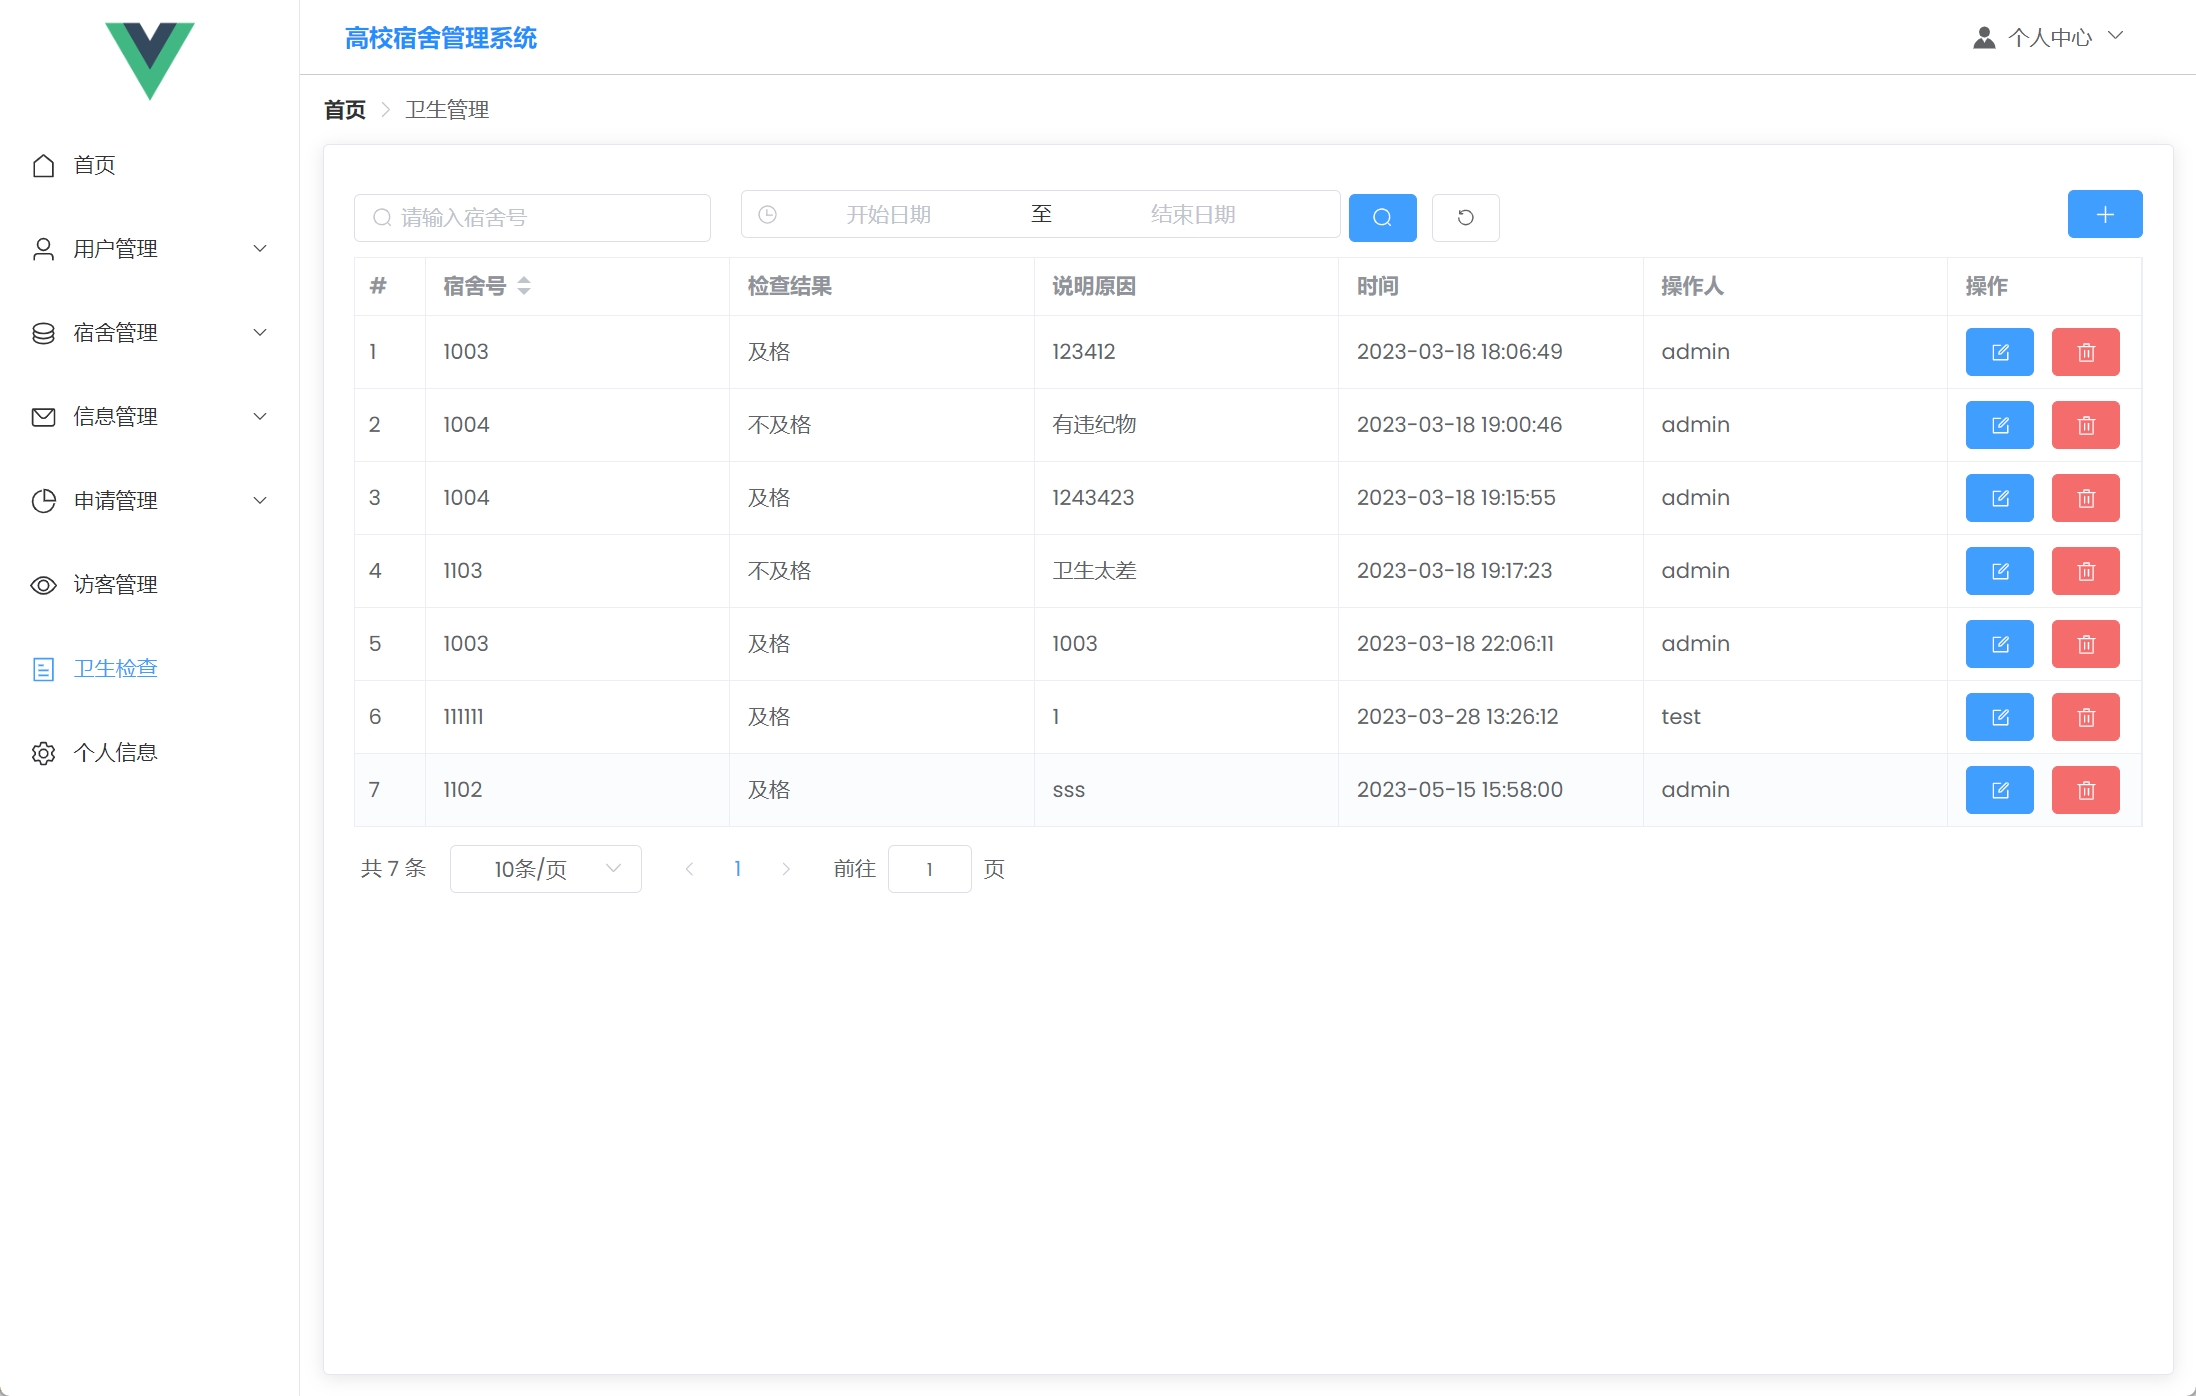 高校宿舍管理系统
个人中心
首页
用户管理
宿舍管理
信息管理
申请管理
访客管理
卫生检查
个人信息
首页 卫生管理
请输入宿舍号 开始日期 至 结束日期
# 宿舍号 检查结果 说明原因 时间 操作人 操作
1 1003 及格 123412 2023-03-18 18:06:49 admin
2 1004 不及格 有违纪物 2023-03-18 19:00:46 admin
3 1004 及格 1243423 2023-03-18 19:15:55 admin
4 1103 不及格 卫生太差 2023-03-18 19:17:23 admin
5 1003 及格 1003 2023-03-18 22:06:11 admin
6 111111 及格 1 2023-03-28 13:26:12 test
7 1102 及格 sss 2023-05-15 15:58:00 admin
共 7 条 10条/页 1 前往 1 页